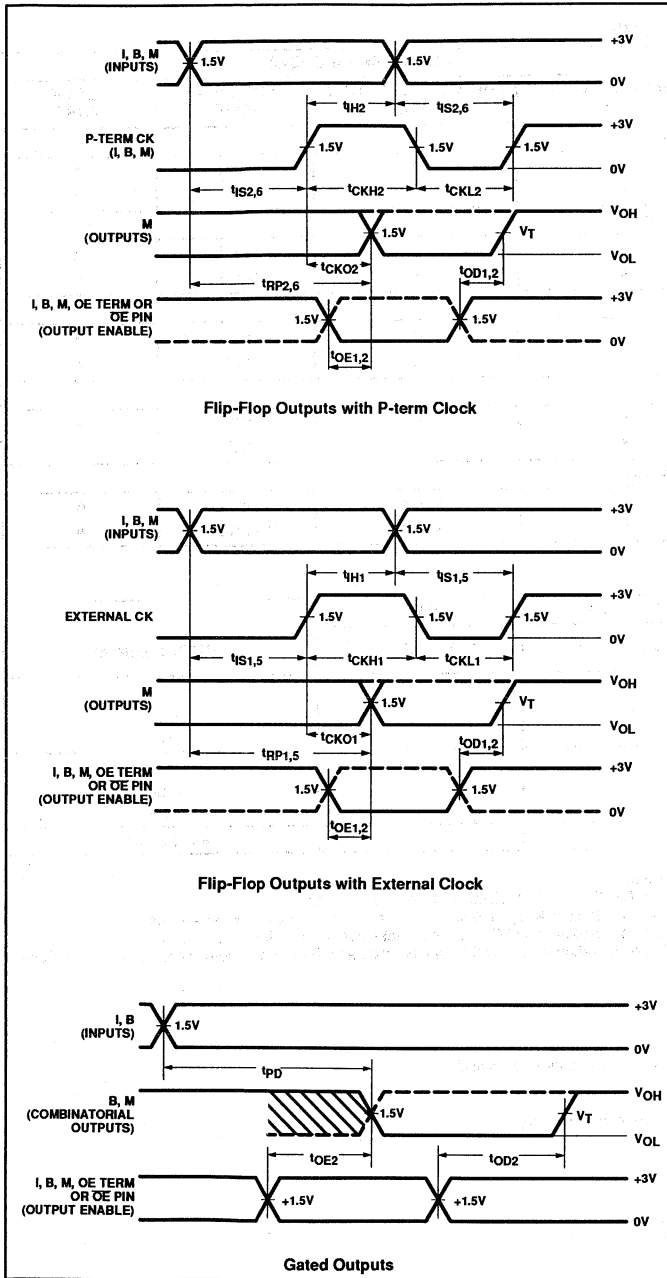 I, B, M
(INPUTS)
1.5V
1.5V
+3V
0V
tIH2
tIS2,6
P-TERM CK
(I, B, M)
1.5V
1.5V
1.5V
+3V
0V
tIS2,6
tCKH2
tCKL2
M
(OUTPUTS)
1.5V
VT
VOH
VOL
tCKO2
tOD1,2
tRP2,6
I, B, M, OE TERM OR
OE PIN
(OUTPUT ENABLE)
1.5V
1.5V
+3V
0V
tOE1,2
Flip-Flop Outputs with P-term Clock
I, B, M
(INPUTS)
1.5V
1.5V
+3V
0V
tIH1
tIS1,5
EXTERNAL CK
1.5V
1.5V
1.5V
+3V
0V
tIS1,5
tCKH1
tCKL1
M
(OUTPUTS)
1.5V
VT
VOH
VOL
tCKO1
tOD1,2
tRP1,5
I, B, M, OE TERM
OR OE PIN
(OUTPUT ENABLE)
1.5V
1.5V
+3V
0V
tOE1,2
Flip-Flop Outputs with External Clock
I, B
(INPUTS)
1.5V
+3V
0V
tPD
B, M
(COMBINATORIAL
OUTPUTS)
1.5V
VT
VOH
VOL
tOE2
tOD2
I, B, M, OE TERM
OR OE PIN
(OUTPUT ENABLE)
+1.5V
+1.5V
+3V
0V
Gated Outputs